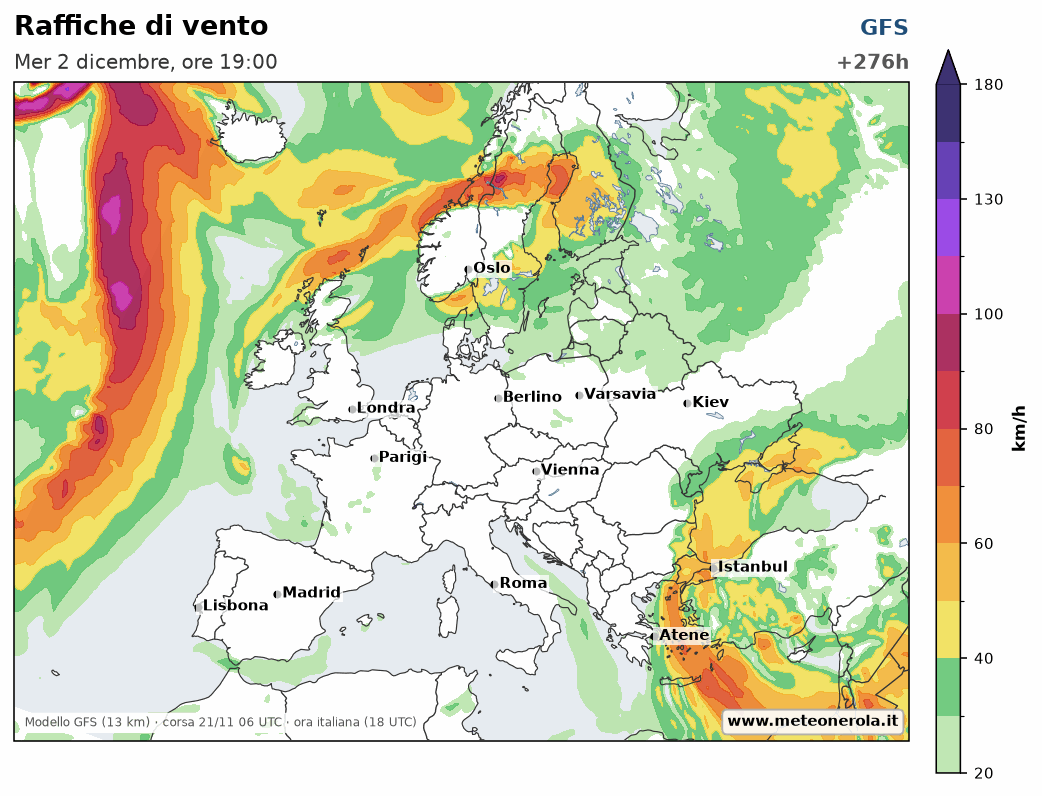 Raffiche di vento
GFS
Mer 2 dicembre, ore 19:00
+276h
180
130
100
80
60
40
20
km/h
Oslo
Berlino
Varsavia
Kiev
Londra
Parigi
Vienna
Istanbul
Roma
Madrid
Lisbona
Atene
Modello GFS (13 km) · corsa 21/11 06 UTC · ora italiana (18 UTC)
www.meteonerola.it